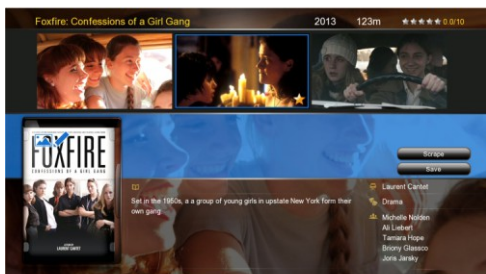 Foxfire: Confessions of a Girl Gang 2013 123m 0.0/10
FOXFIRE
CONFESSIONS OF A GIRL GANG
LAURENT CANTET
Scrape
Save
Set in the 1950s, a a group of young girls in upstate New York form their
own gang
Laurent Cantet
Drama
Michelle Nolden
Ali Liebert
Tamara Hope
Briony Glassco
Joris Jarsky